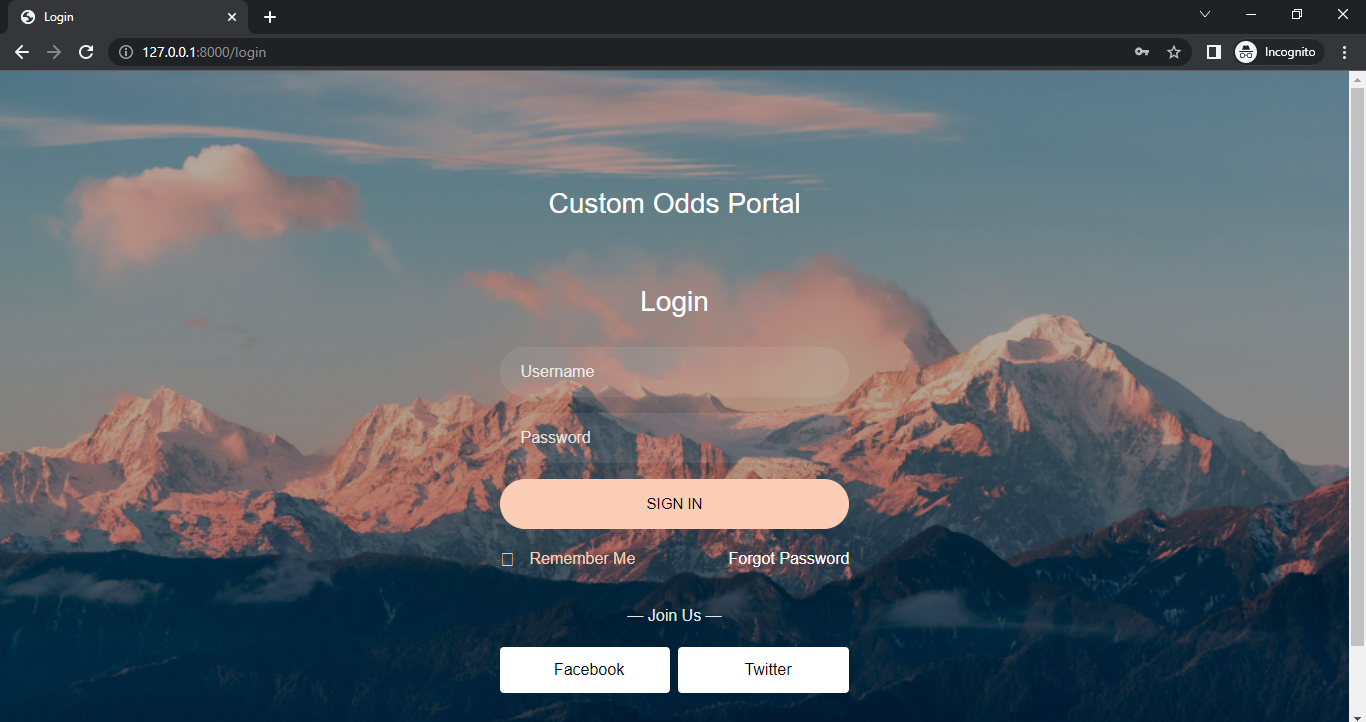 Login
127.0.0.1:8000/login
Incognito
Custom Odds Portal
Login
Username
Password
SIGN IN
Remember Me
Forgot Password
— Join Us —
Facebook
Twitter